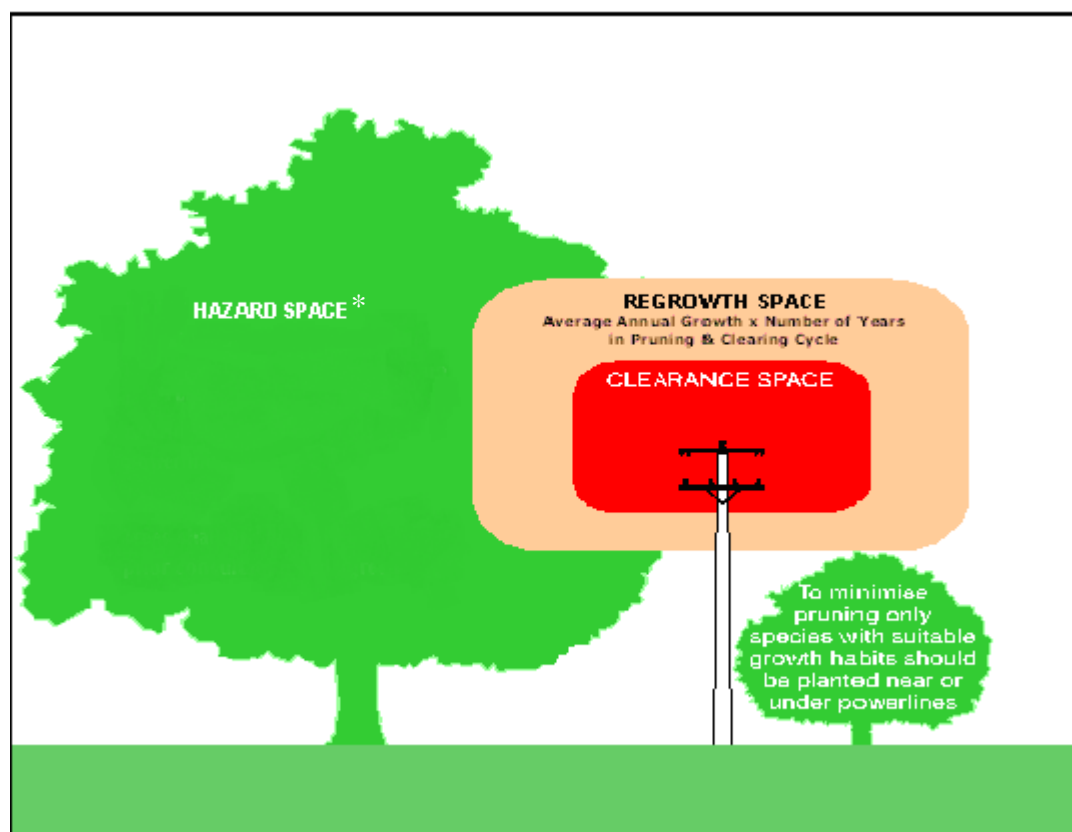 HAZARD SPACE *
REGROWTH SPACE
Average Annual Growth x Number of Years
in Pruning & Clearing Cycle
CLEARANCE SPACE
To minimise
pruning only
species with suitable
growth habits should
be planted near or
under powerlines